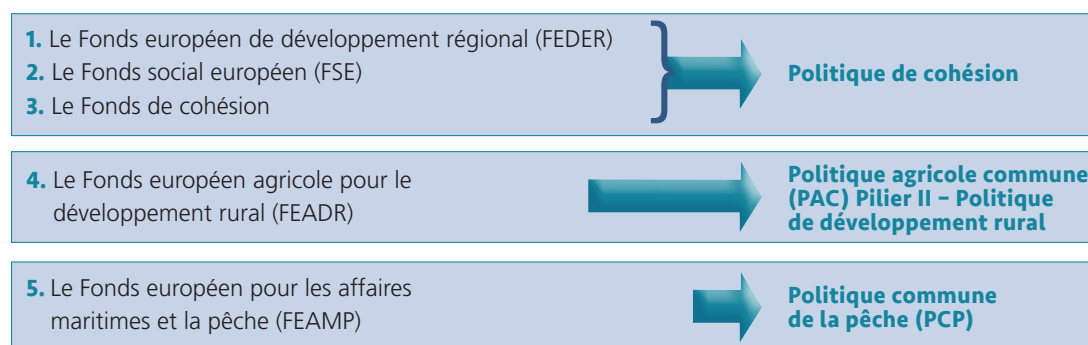 1. Le Fonds européen de développement régional (FEDER)
2. Le Fonds social européen (FSE)
3. Le Fonds de cohésion
Politique de cohésion
4. Le Fonds européen agricole pour le
développement rural (FEADR)
Politique agricole commune
(PAC) Pilier II – Politique
de développement rural
5. Le Fonds européen pour les affaires
maritimes et la pêche (FEAMP)
Politique commune
de la pêche (PCP)